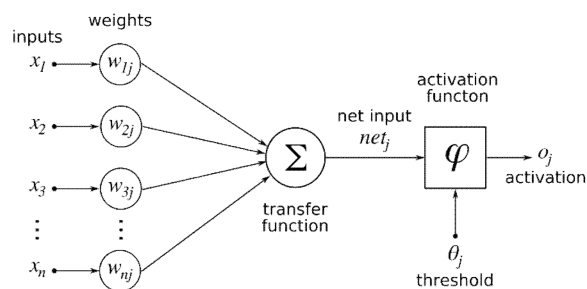 inputs
weights
x1
w1j
x2
w2j
x3
w3j
⋮
⋮
xn
wnj
Σ
transfer
function
net input
netj
activation
functon
φ
oj
activation
θj
threshold